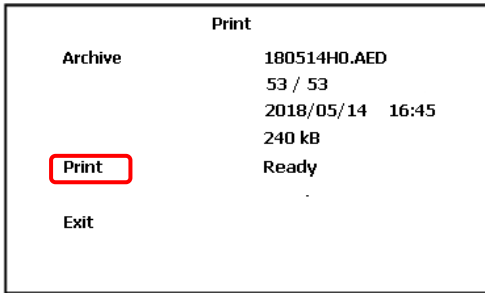 Print
Archive 180514H0.AED
53 / 53
2018/05/14 16:45
240 kB
Print Ready
Exit